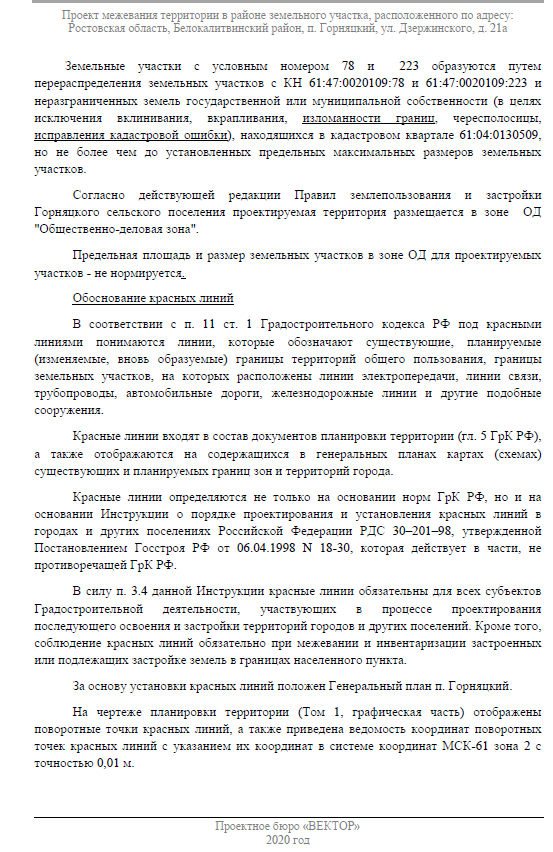 Проект межевания территории в районе земельного участка, расположенного по адресу:
Ростовская область, Белокалитвинский район, п. Горняцкий, ул. Дзержинского, д. 21а
Земельные участки с условным номером 78 и 223 образуются путем
перераспределения земельных участков с КН 61:47:0020109:78 и 61:47:0020109:223 и
неразграниченных земель государственной или муниципальной собственности (в целях
исключения вклинивания, вкрапливания, изломанности границ, чересполосицы,
исправления кадастровой ошибки), находящихся в кадастровом квартале 61:04:0130509,
но не более чем до установленных предельных максимальных размеров земельных
участков.
Согласно действующей редакции Правил землепользования и застройки
Горняцкого сельского поселения проектируемая территория размещается в зоне ОД
"Общественно-деловая зона".
Предельная площадь и размер земельных участков в зоне ОД для проектируемых
участков - не нормируется.
Обоснование красных линий
В соответствии с п. 11 ст. 1 Градостроительного кодекса РФ под красными
линиями понимаются линии, которые обозначают существующие, планируемые
(изменяемые, вновь образуемые) границы территорий общего пользования, границы
земельных участков, на которых расположены линии электропередачи, линии связи,
трубопроводы, автомобильные дороги, железнодорожные линии и другие подобные
сооружения.
Красные линии входят в состав документов планировки территории (гл. 5 ГрК РФ),
а также отображаются на содержащихся в генеральных планах картах (схемах)
существующих и планируемых границ зон и территорий города.
Красные линии определяются не только на основании норм ГрК РФ, но и на
основании Инструкции о порядке проектирования и установления красных линий в
городах и других поселениях Российской Федерации РДС 30–201–98, утвержденной
Постановлением Госстроя РФ от 06.04.1998 N 18-30, которая действует в части, не
противоречащей ГрК РФ.
В силу п. 3.4 данной Инструкции красные линии обязательны для всех субъектов
Градостроительной деятельности, участвующих в процессе проектирования
последующего освоения и застройки территорий городов и других поселений. Кроме того,
соблюдение красных линий обязательно при межевании и инвентаризации застроенных
или подлежащих застройке земель в границах населенного пункта.
За основу установки красных линий положен Генеральный план п. Горняцкий.
На чертеже планировки территории (Том 1, графическая часть) отображены
поворотные точки красных линий, а также приведена ведомость координат поворотных
точек красных линий с указанием их координат в системе координат МСК-61 зона 2 с
точностью 0,01 м.
Проектное бюро «ВЕКТОР»
2020 год